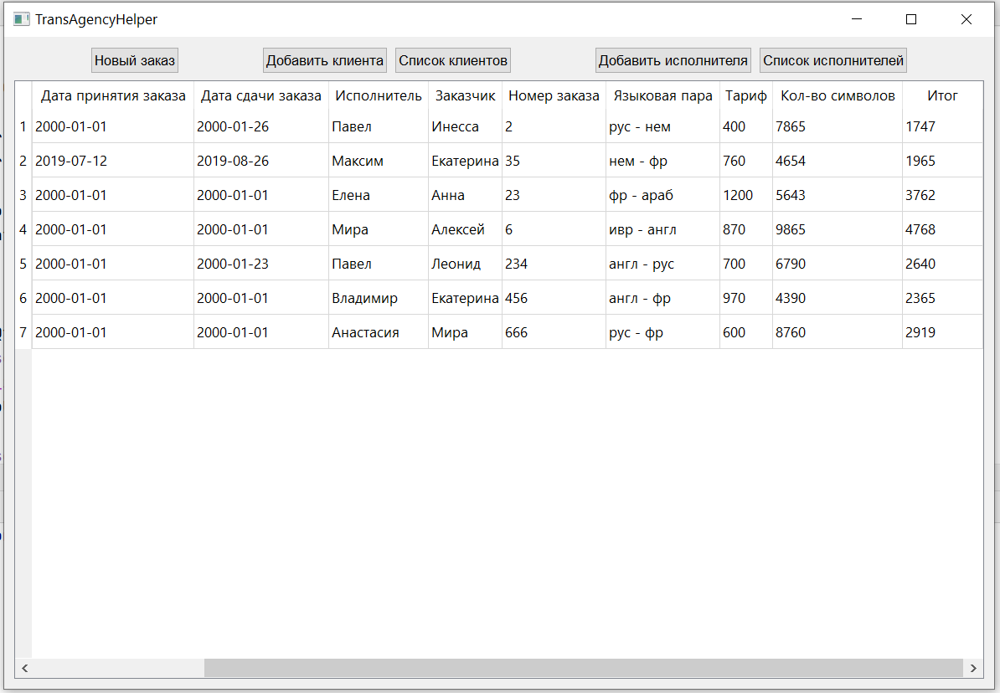 TransAgencyHelper
Новый заказ Добавить клиента Список клиентов Добавить исполнителя Список исполнителей
Дата принятия заказа Дата сдачи заказа Исполнитель Заказчик Номер заказа Языковая пара Тариф Кол-во символов Итог
1 2000-01-01 2000-01-26 Павел Инесса 2 рус - нем 400 7865 1747
2 2019-07-12 2019-08-26 Максим Екатерина 35 нем - фр 760 4654 1965
3 2000-01-01 2000-01-01 Елена Анна 23 фр - араб 1200 5643 3762
4 2000-01-01 2000-01-01 Мира Алексей 6 ивр - англ 870 9865 4768
5 2000-01-01 2000-01-23 Павел Леонид 234 англ - рус 700 6790 2640
6 2000-01-01 2000-01-01 Владимир Екатерина 456 англ - фр 970 4390 2365
7 2000-01-01 2000-01-01 Анастасия Мира 666 рус - фр 600 8760 2919